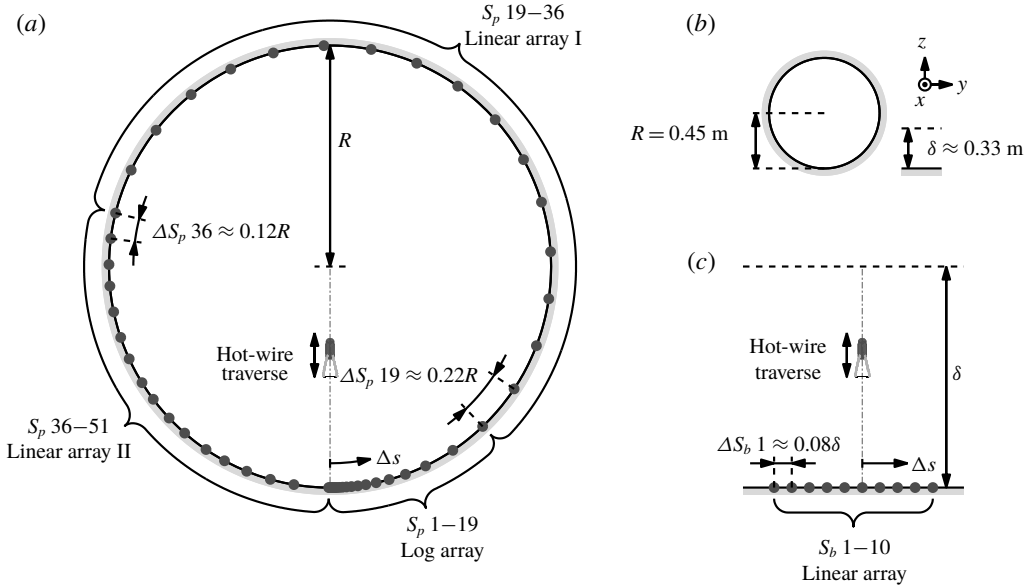 (a)
S_p 19–36
Linear array I
R
ΔS_p 36 ≈ 0.12R
Hot-wire
traverse
ΔS_p 19 ≈ 0.22R
S_p 36–51
Linear array II
Δs
S_p 1–19
Log array
(b)
z
y
x
R = 0.45 m
δ ≈ 0.33 m
(c)
Hot-wire
traverse
δ
ΔS_b 1 ≈ 0.08δ
Δs
S_b 1–10
Linear array